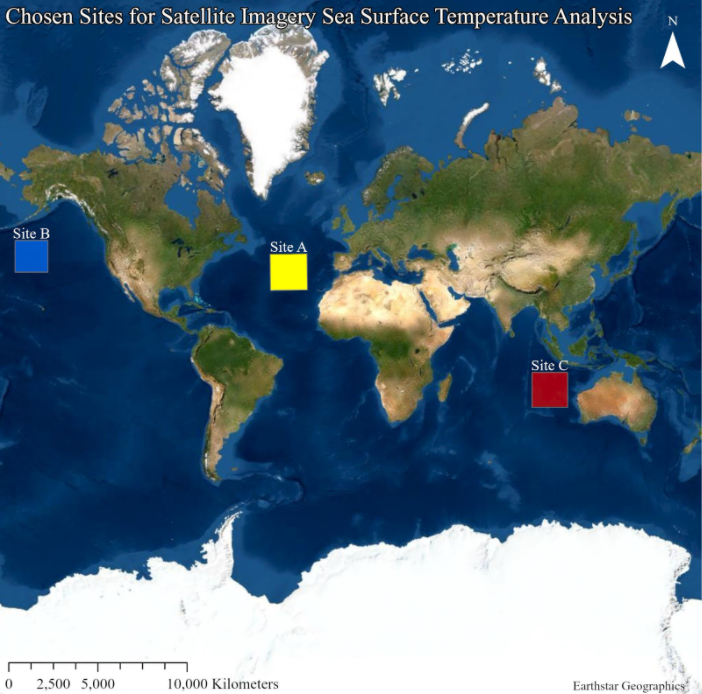 Chosen Sites for Satellite Imagery Sea Surface Temperature Analysis
N
Site B
Site A
Site C
0 2,500 5,000 10,000 Kilometers
Earthstar Geographics